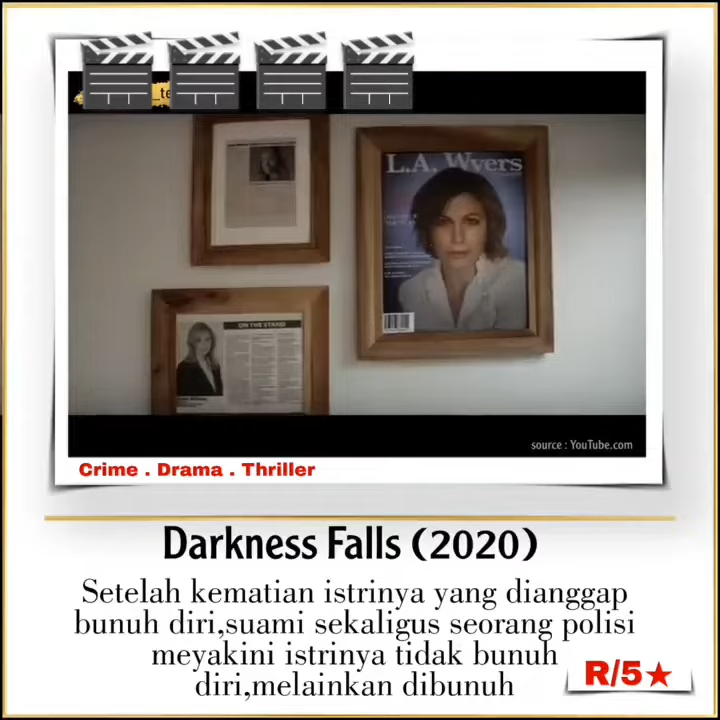 _te
L.A. Wyers
ON THE STAND
source : YouTube.com
Crime . Drama . Thriller
Darkness Falls (2020)
Setelah kematian istrinya yang dianggap
bunuh diri,suami sekaligus seorang polisi
meyakini istrinya tidak bunuh
diri,melainkan dibunuh
R/5★